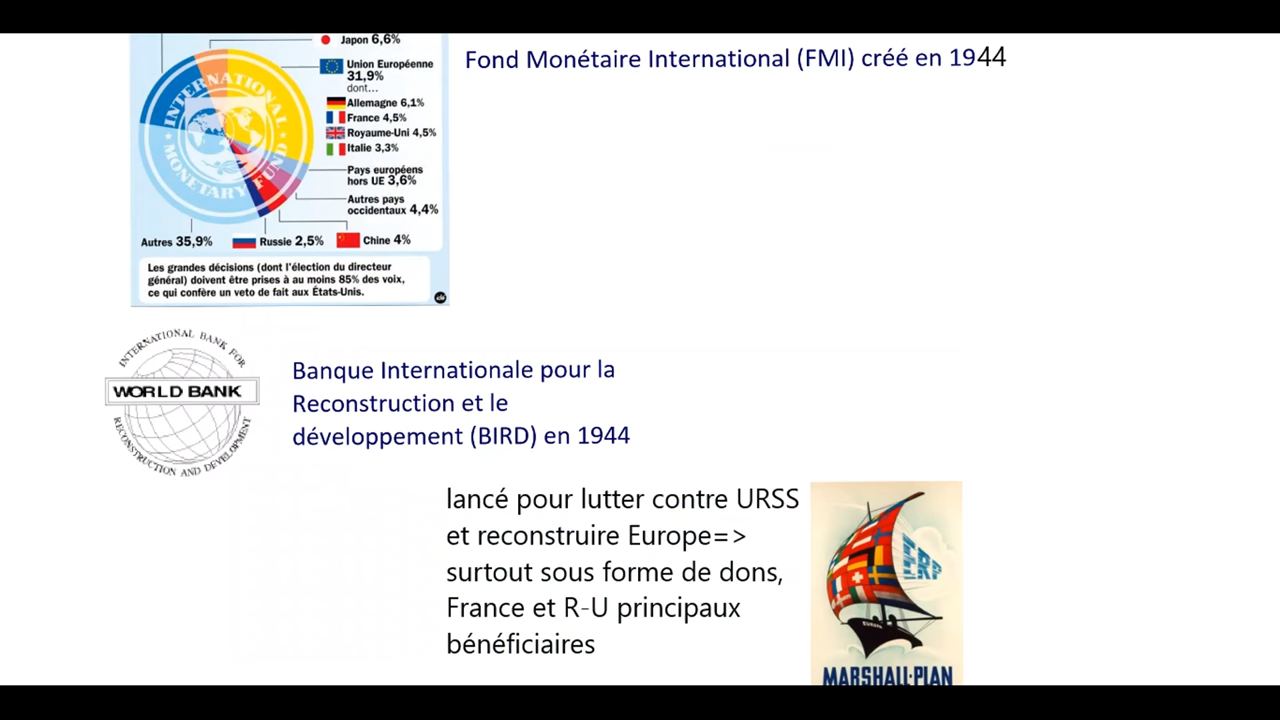 Japon 6,6%
Fond Monétaire International (FMI) créé en 1944
Union Européenne
31,9%
dont...
Allemagne 6,1%
France 4,5%
Royaume-Uni 4,5%
Italie 3,3%
Pays européens
hors UE 3,6%
Autres pays
occidentaux 4,4%
INTERNATIONAL
MONETARY FUND
Autres 35,9%
Russie 2,5%
Chine 4%
Les grandes décisions (dont l'élection du directeur
général) doivent être prises à au moins 85% des voix,
ce qui confère un veto de fait aux États-Unis.
INTERNATIONAL BANK FOR
WORLD BANK
RECONSTRUCTION AND DEVELOPMENT
Banque Internationale pour la
Reconstruction et le
développement (BIRD) en 1944
lancé pour lutter contre URSS
et reconstruire Europe=>
surtout sous forme de dons,
France et R-U principaux
bénéficiaires
ERP
EUROPE
MARSHALL-PLAN